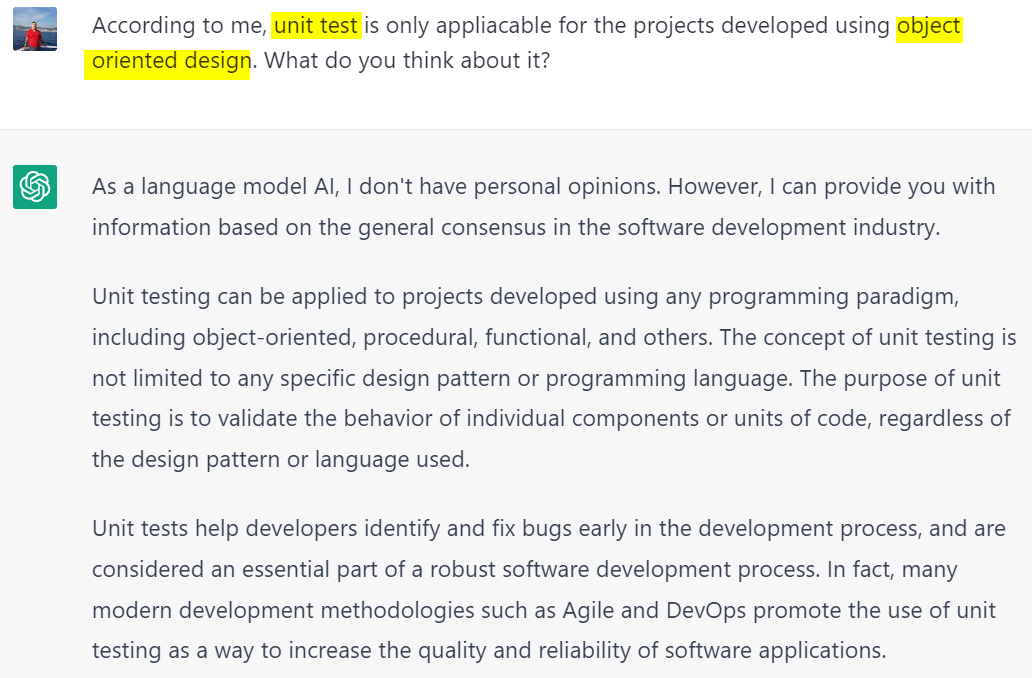 According to me, unit test is only appliacable for the projects developed using object
oriented design. What do you think about it?
As a language model AI, I don't have personal opinions. However, I can provide you with
information based on the general consensus in the software development industry.
Unit testing can be applied to projects developed using any programming paradigm,
including object-oriented, procedural, functional, and others. The concept of unit testing is
not limited to any specific design pattern or programming language. The purpose of unit
testing is to validate the behavior of individual components or units of code, regardless of
the design pattern or language used.
Unit tests help developers identify and fix bugs early in the development process, and are
considered an essential part of a robust software development process. In fact, many
modern development methodologies such as Agile and DevOps promote the use of unit
testing as a way to increase the quality and reliability of software applications.